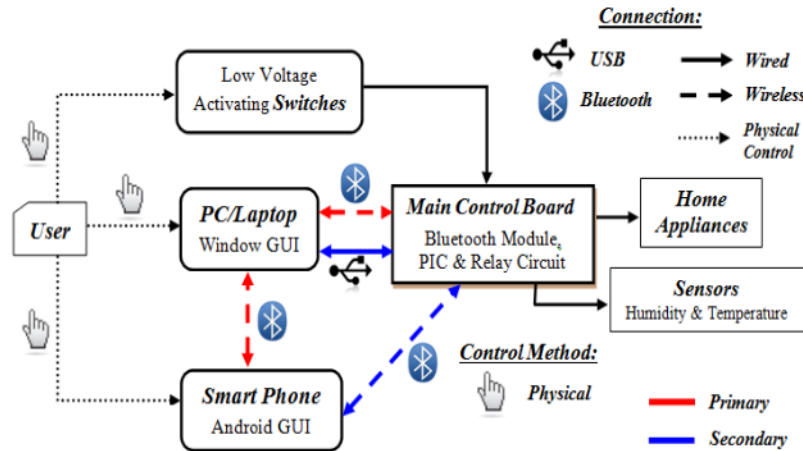 Connection:
USB
Wired
Bluetooth
Wireless
Physical
Control
Low Voltage
Activating Switches
User
PC/Laptop
Window GUI
Main Control Board
Bluetooth Module,
PIC & Relay Circuit
Home
Appliances
Sensors
Humidity & Temperature
Smart Phone
Android GUI
Control Method:
Physical
Primary
Secondary